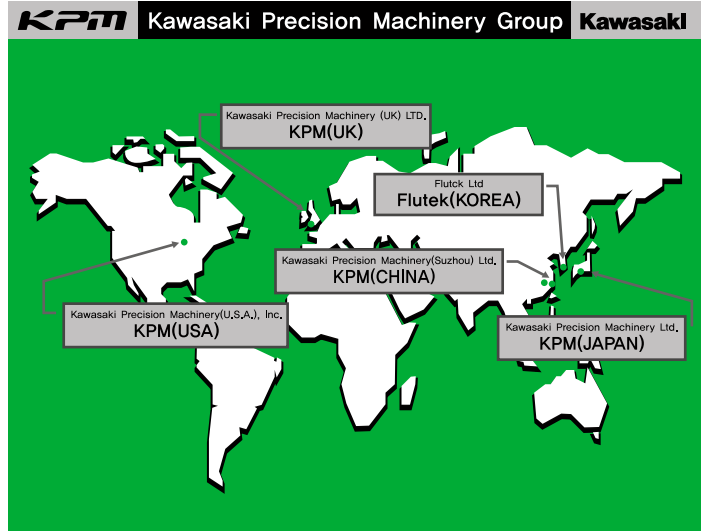 KPM Kawasaki Precision Machinery Group Kawasaki
Kawasaki Precision Machinery (UK) LTD.
KPM(UK)
Flutck Ltd
Flutek(KOREA)
Kawasaki Precision Machinery(Suzhou) Ltd.
KPM(CHINA)
Kawasaki Precision Machinery(U.S.A.), Inc.
KPM(USA)
Kawasaki Precision Machinery Ltd.
KPM(JAPAN)